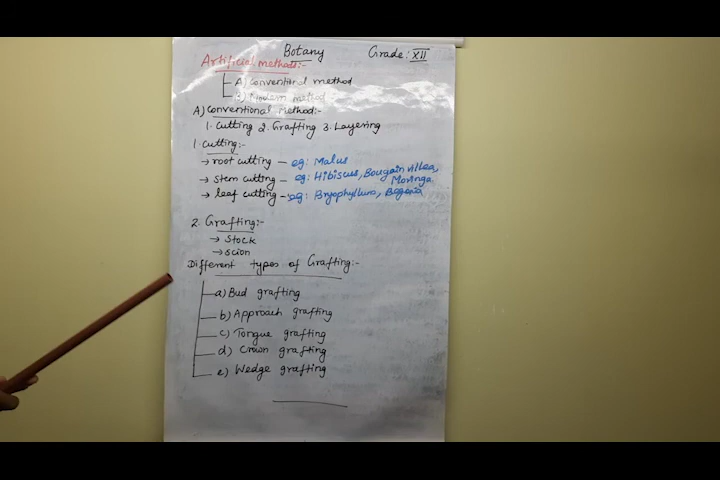 Botany Grade: XII
Artificial methods:-
A) Conventional method
B) Modern method
A) Conventional Method:-
1. Cutting 2. Grafting 3. Layering
1. Cutting:-
→ root cutting - eg: Malus
→ stem cutting - eg: Hibiscus, Bougainvillea,
Moringa
→ leaf cutting - eg: Bryophyllum, Begonia
2. Grafting:-
→ Stock
→ scion
Different types of Grafting:-
a) Bud grafting
b) Approach grafting
c) Tongue grafting
d) Crown grafting
e) Wedge grafting